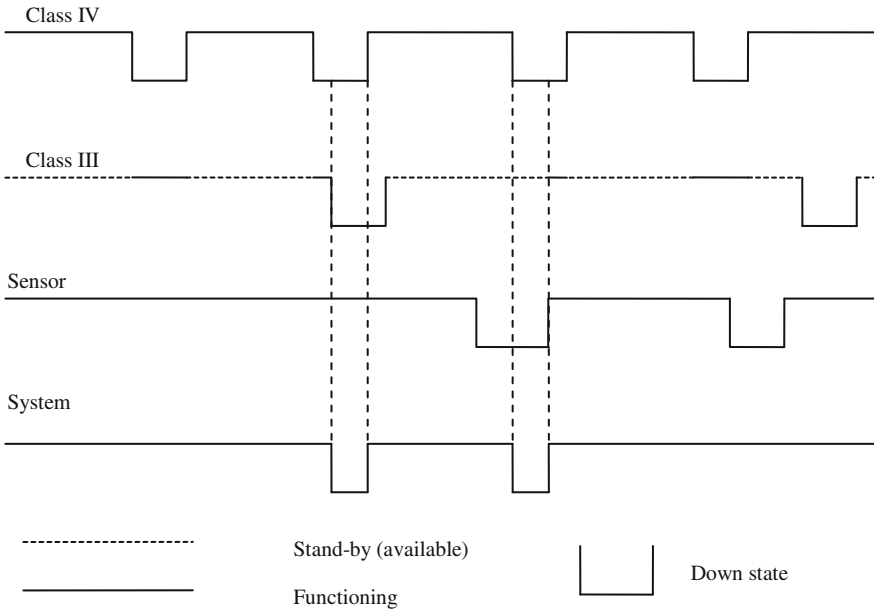 Class IV
Class III
Sensor
System
Stand-by (available)
Down state
Functioning